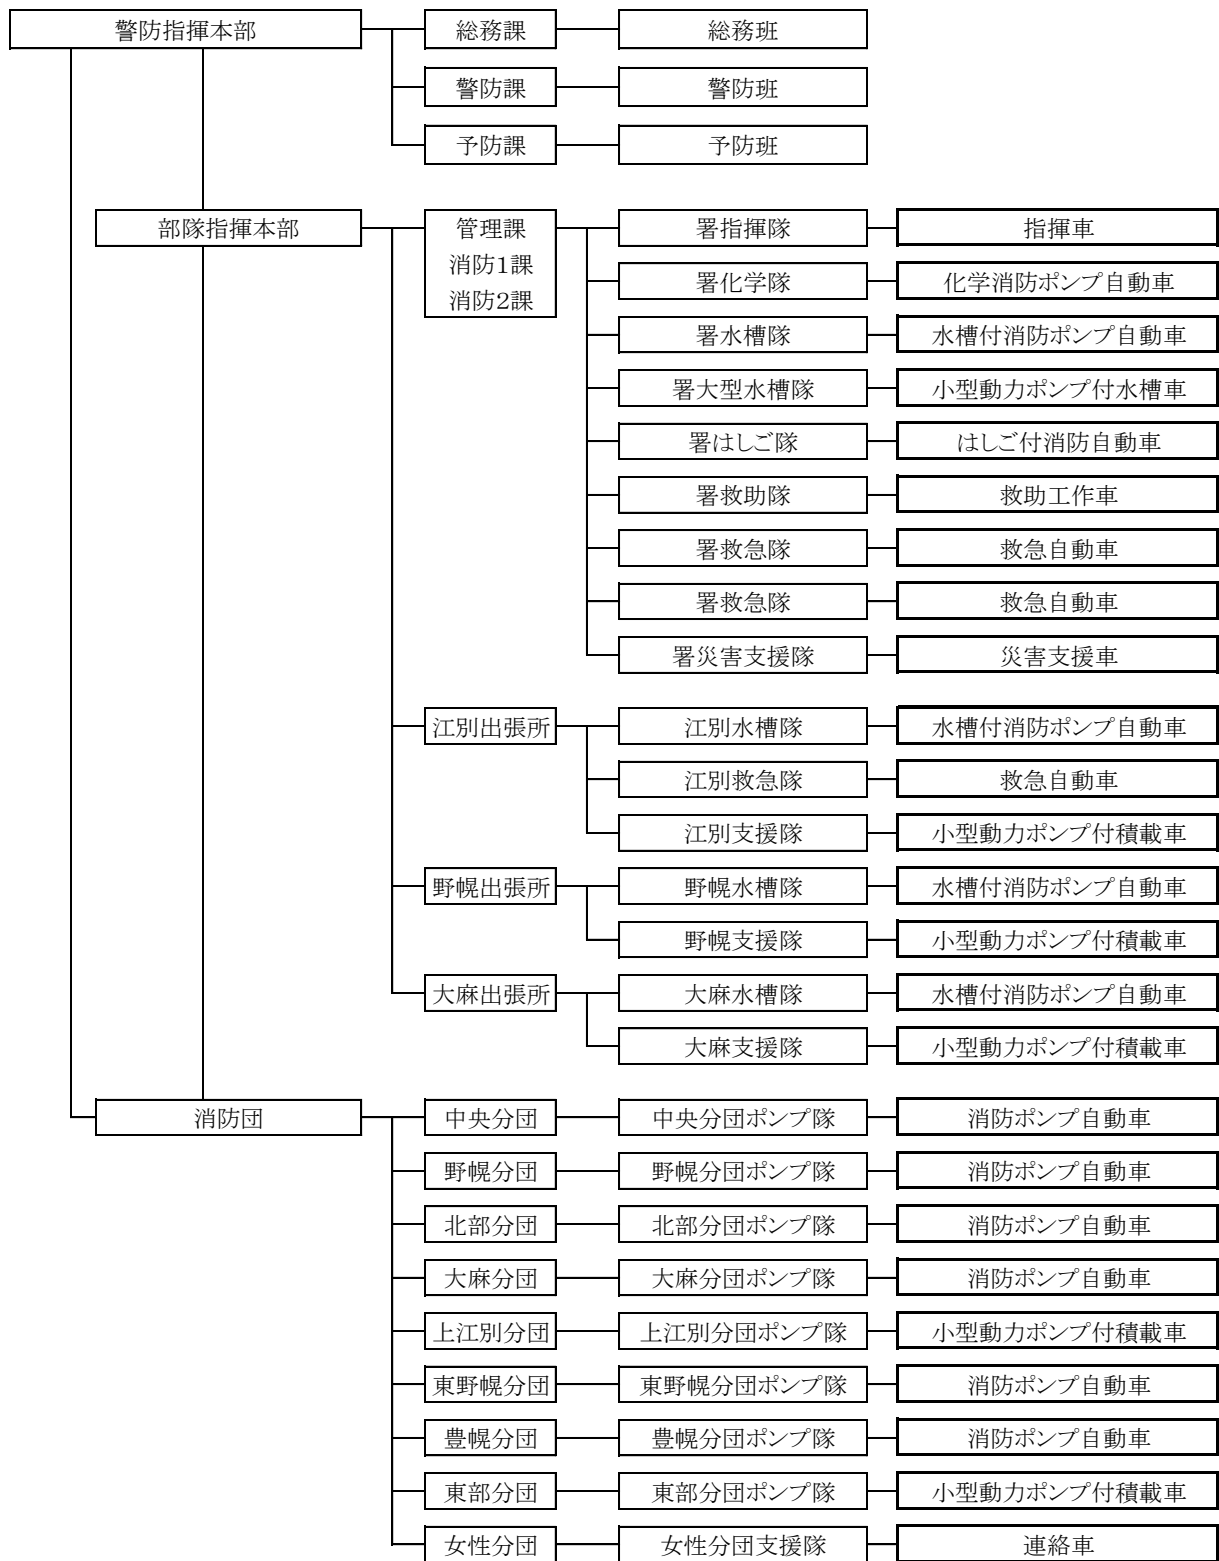 警防指揮本部 総務課 総務班
警防課 警防班
予防課 予防班
部隊指揮本部 管理課 署指揮隊 指揮車
消防1課
消防2課
署化学隊 化学消防ポンプ自動車
署水槽隊 水槽付消防ポンプ自動車
署大型水槽隊 小型動力ポンプ付水槽車
署はしご隊 はしご付消防自動車
署救助隊 救助工作車
署救急隊 救急自動車
署救急隊 救急自動車
署災害支援隊 災害支援車
江別出張所 江別水槽隊 水槽付消防ポンプ自動車
江別救急隊 救急自動車
江別支援隊 小型動力ポンプ付積載車
野幌出張所 野幌水槽隊 水槽付消防ポンプ自動車
野幌支援隊 小型動力ポンプ付積載車
大麻出張所 大麻水槽隊 水槽付消防ポンプ自動車
大麻支援隊 小型動力ポンプ付積載車
消防団 中央分団 中央分団ポンプ隊 消防ポンプ自動車
野幌分団 野幌分団ポンプ隊 消防ポンプ自動車
北部分団 北部分団ポンプ隊 消防ポンプ自動車
大麻分団 大麻分団ポンプ隊 消防ポンプ自動車
上江別分団 上江別分団ポンプ隊 小型動力ポンプ付積載車
東野幌分団 東野幌分団ポンプ隊 消防ポンプ自動車
豊幌分団 豊幌分団ポンプ隊 消防ポンプ自動車
東部分団 東部分団ポンプ隊 小型動力ポンプ付積載車
女性分団 女性分団支援隊 連絡車